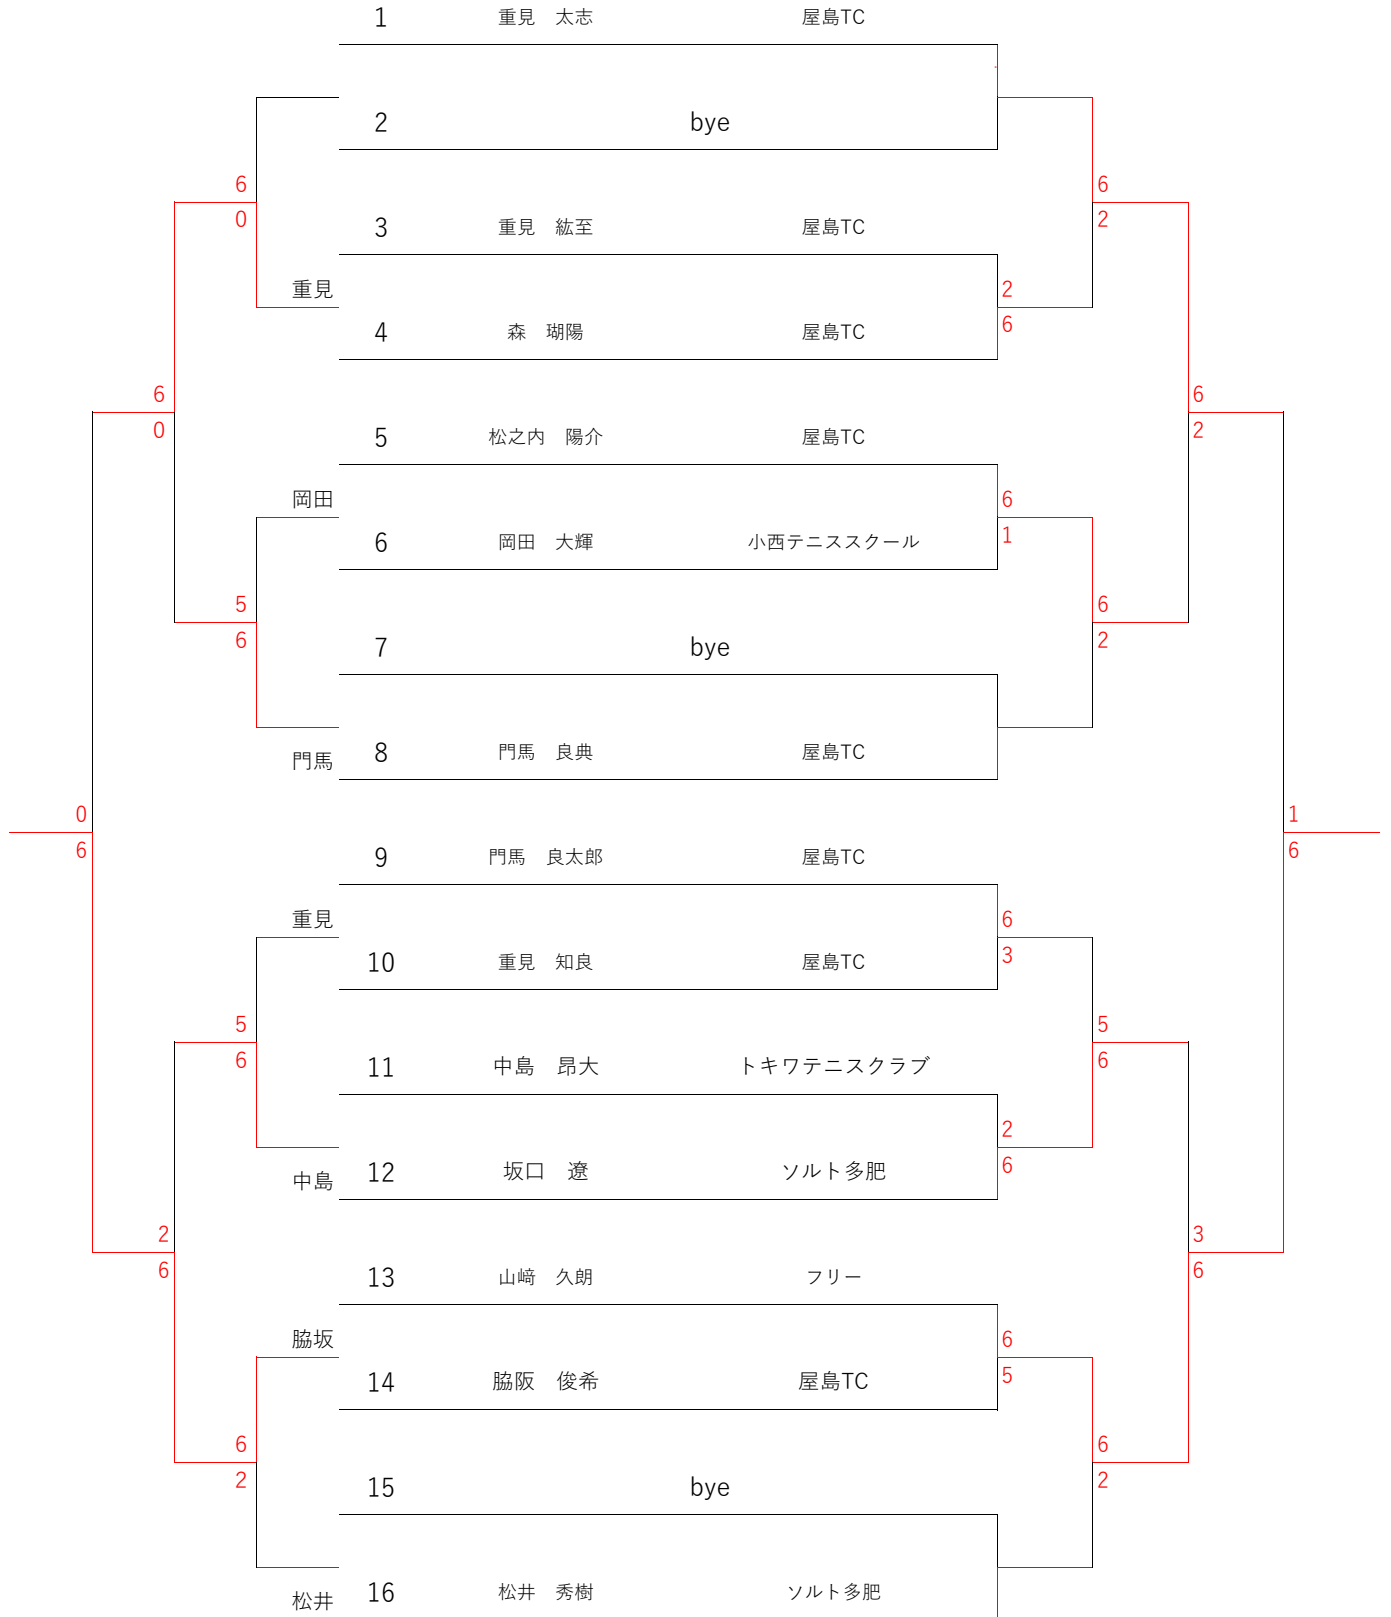 1 重見　太志 屋島TC
2 bye
6 6
0 3 重見　紘至 屋島TC 2
重見 2
4 森　瑚陽 屋島TC 6
6 6
0 5 松之内　陽介 屋島TC 2
岡田 6
6 岡田　大輝 小西テニススクール 1
5 6
6 7 bye 2
8 門馬　良典 屋島TC
門馬
0 1
6 9 門馬　良太郎 屋島TC 6
重見 6
10 重見　知良 屋島TC 3
5 5
6 11 中島　昂大 トキワテニスクラブ 6
2
中島 12 坂口　遼 ソルト多肥 6
2 3
6 13 山﨑　久朗 フリー 6
脇坂 6
14 脇阪　俊希 屋島TC 5
6 6
2 15 bye 2
松井 16 松井　秀樹 ソルト多肥